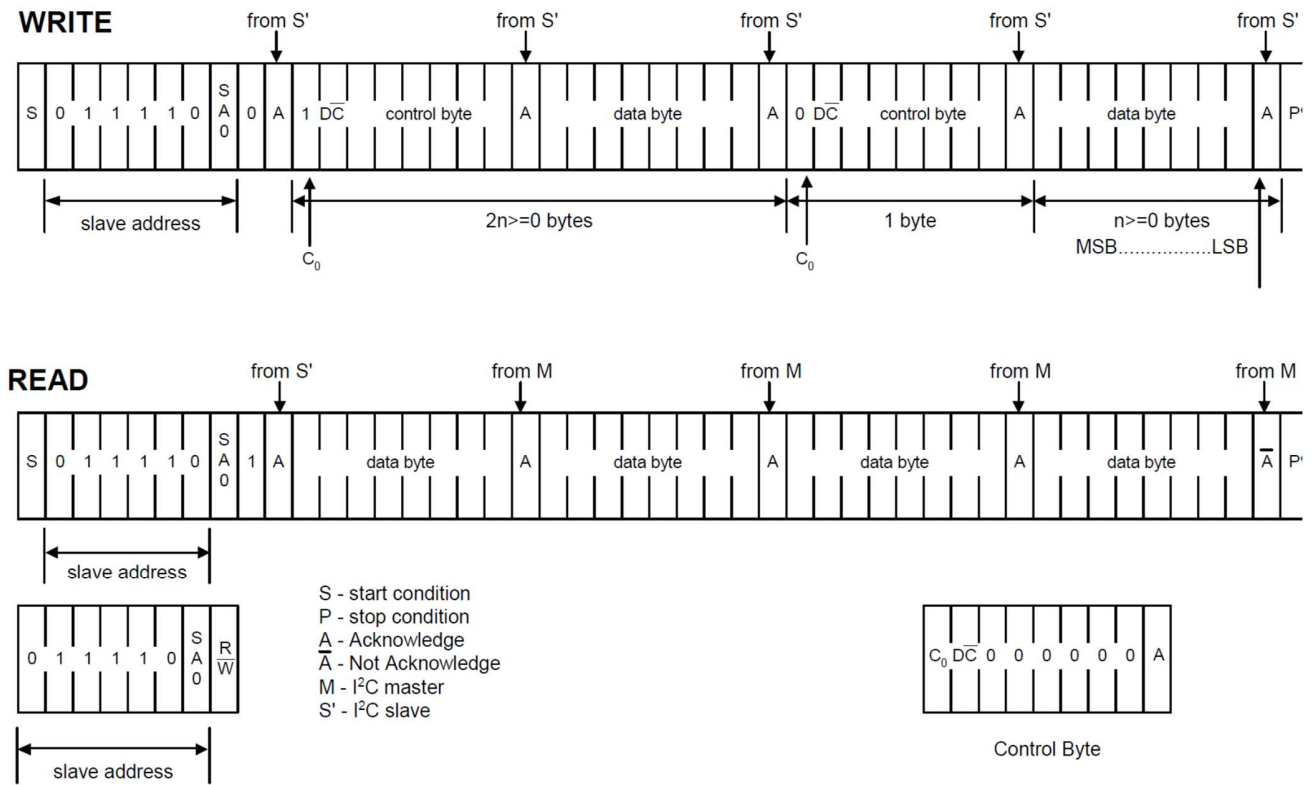 WRITE
from S' from S' from S' from S' from S'
S 0 1 1 1 1 0 SA0 0 A 1 DC̅ control byte A data byte A 0 DC̅ control byte A data byte A P
slave address 2n>=0 bytes 1 byte n>=0 bytes
MSB.................LSB
C₀ C₀
READ
from S' from M from M from M from M
S 0 1 1 1 1 0 SA0 1 A data byte A data byte A data byte A data byte A̅ P
slave address
0 1 1 1 1 0 SA0 R/W̅
slave address
S - start condition
P - stop condition
A - Acknowledge
A̅ - Not Acknowledge
M - I²C master
S' - I²C slave
C₀ DC̅ 0 0 0 0 0 0 A
Control Byte